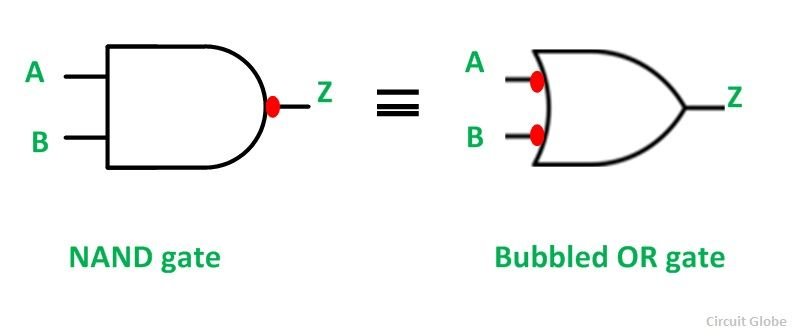 A
B
Z
NAND gate
A
B
Z
Bubbled OR gate
Circuit Globe